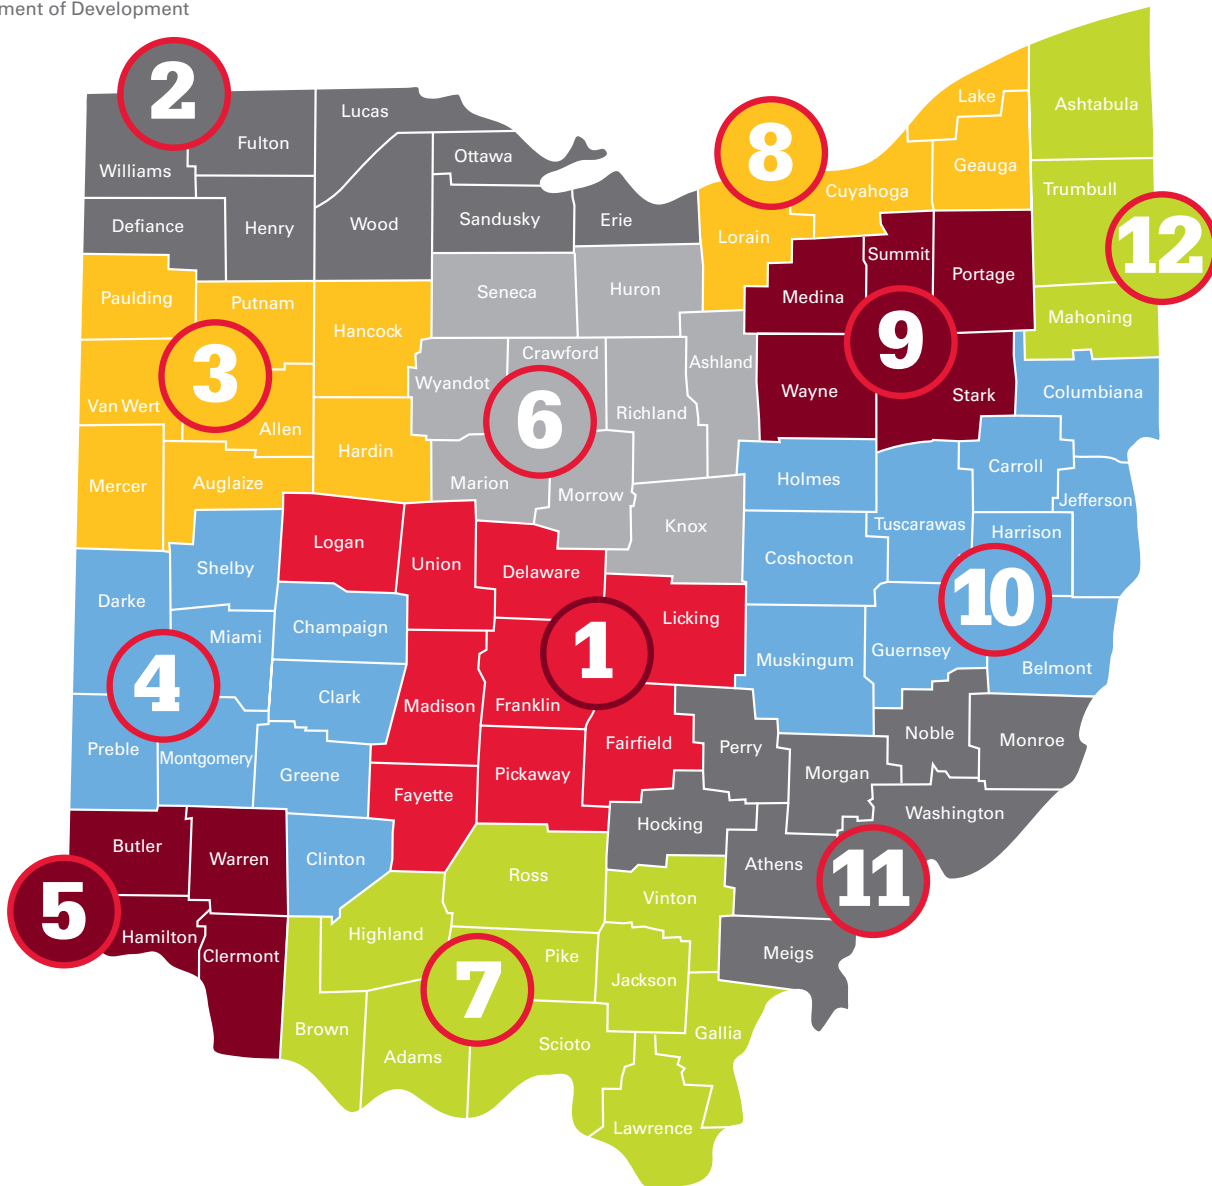 ment of Development
2
Lucas
Fulton
Williams
Ottawa
Defiance
Henry
Wood
Sandusky
Erie
8
Lake
Ashtabula
Geauga
Cuyahoga
Trumbull
Lorain
12
Summit
Portage
Medina
Mahoning
9
Paulding
Putnam
Hancock
Seneca
Huron
3
Wyandot
Crawford
Ashland
Van Wert
Allen
6
Richland
Wayne
Stark
Columbiana
Hardin
Mercer
Auglaize
Marion
Morrow
Knox
Holmes
Carroll
Jefferson
Tuscarawas
Harrison
Coshocton
10
Logan
Union
Delaware
Shelby
Darke
Champaign
Miami
1
Licking
Muskingum
Guernsey
Belmont
4
Clark
Madison
Franklin
Preble
Montgomery
Greene
Fairfield
Perry
Noble
Monroe
Fayette
Pickaway
Morgan
Washington
Hocking
Butler
Warren
Clinton
Ross
Athens
11
Vinton
5
Hamilton
Clermont
Highland
Pike
Meigs
7
Jackson
Brown
Adams
Scioto
Gallia
Lawrence